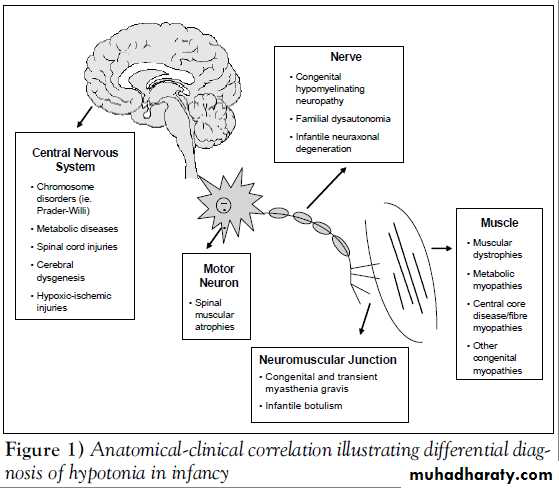 Nerve
• Congenital
hypomyelinating
neuropathy
• Familial dysautonomia
• Infantile neuraxonal
degeneration
Central Nervous
System
• Chromosome
disorders (ie.
Prader-Willi)
• Metabolic diseases
• Spinal cord injuries
• Cerebral
dysgenesis
• Hypoxic-ischemic
injuries
Motor
Neuron
• Spinal
muscular
atrophies
Muscle
• Muscular
dystrophies
• Metabolic
myopathies
• Central core
disease/fibre
myopathies
• Other
congenital
myopathies
Neuromuscular Junction
• Congenital and transient
myasthenia gravis
• Infantile botulism
Figure 1) Anatomical-clinical correlation illustrating differential diag-
nosis of hypotonia in infancy
muhadharaty.com